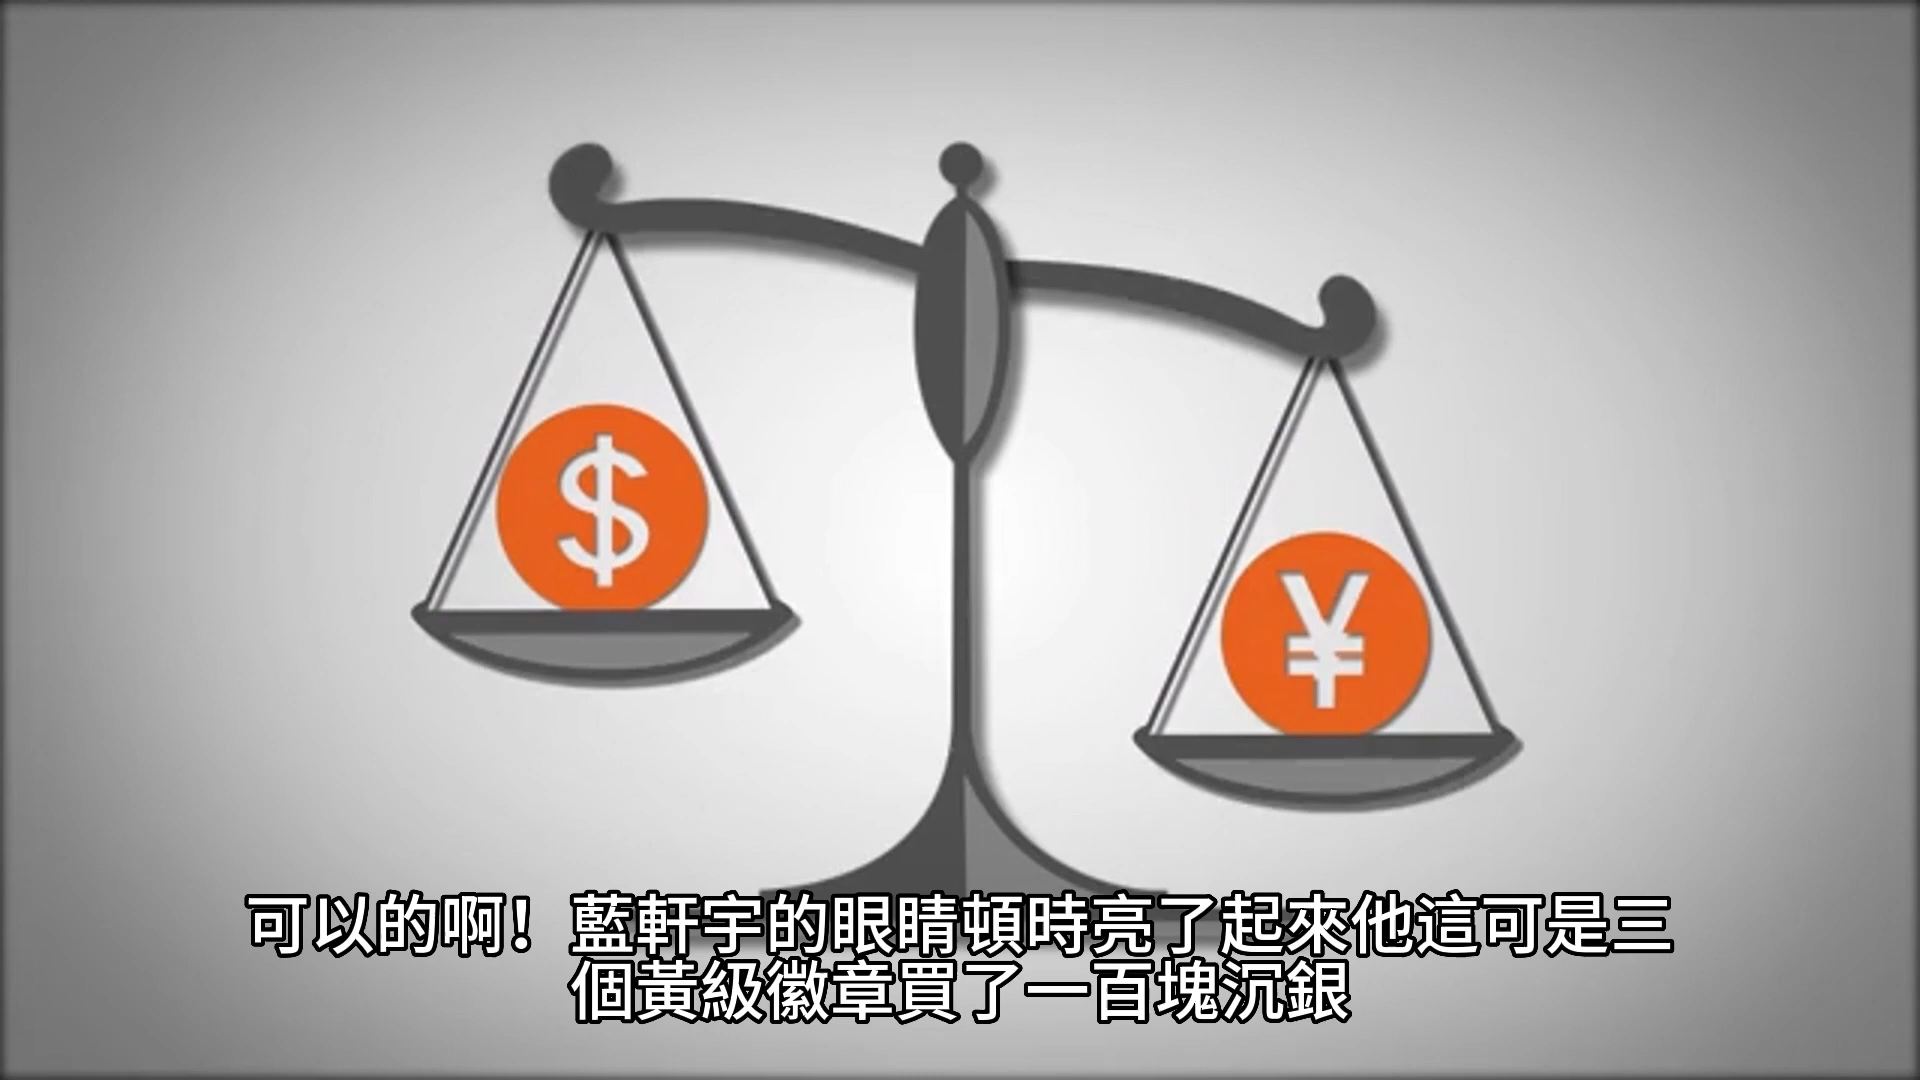 $
¥
可以的啊！藍軒宇的眼睛頓時亮了起來他這可是三
個黃級徽章買了一百塊沉銀